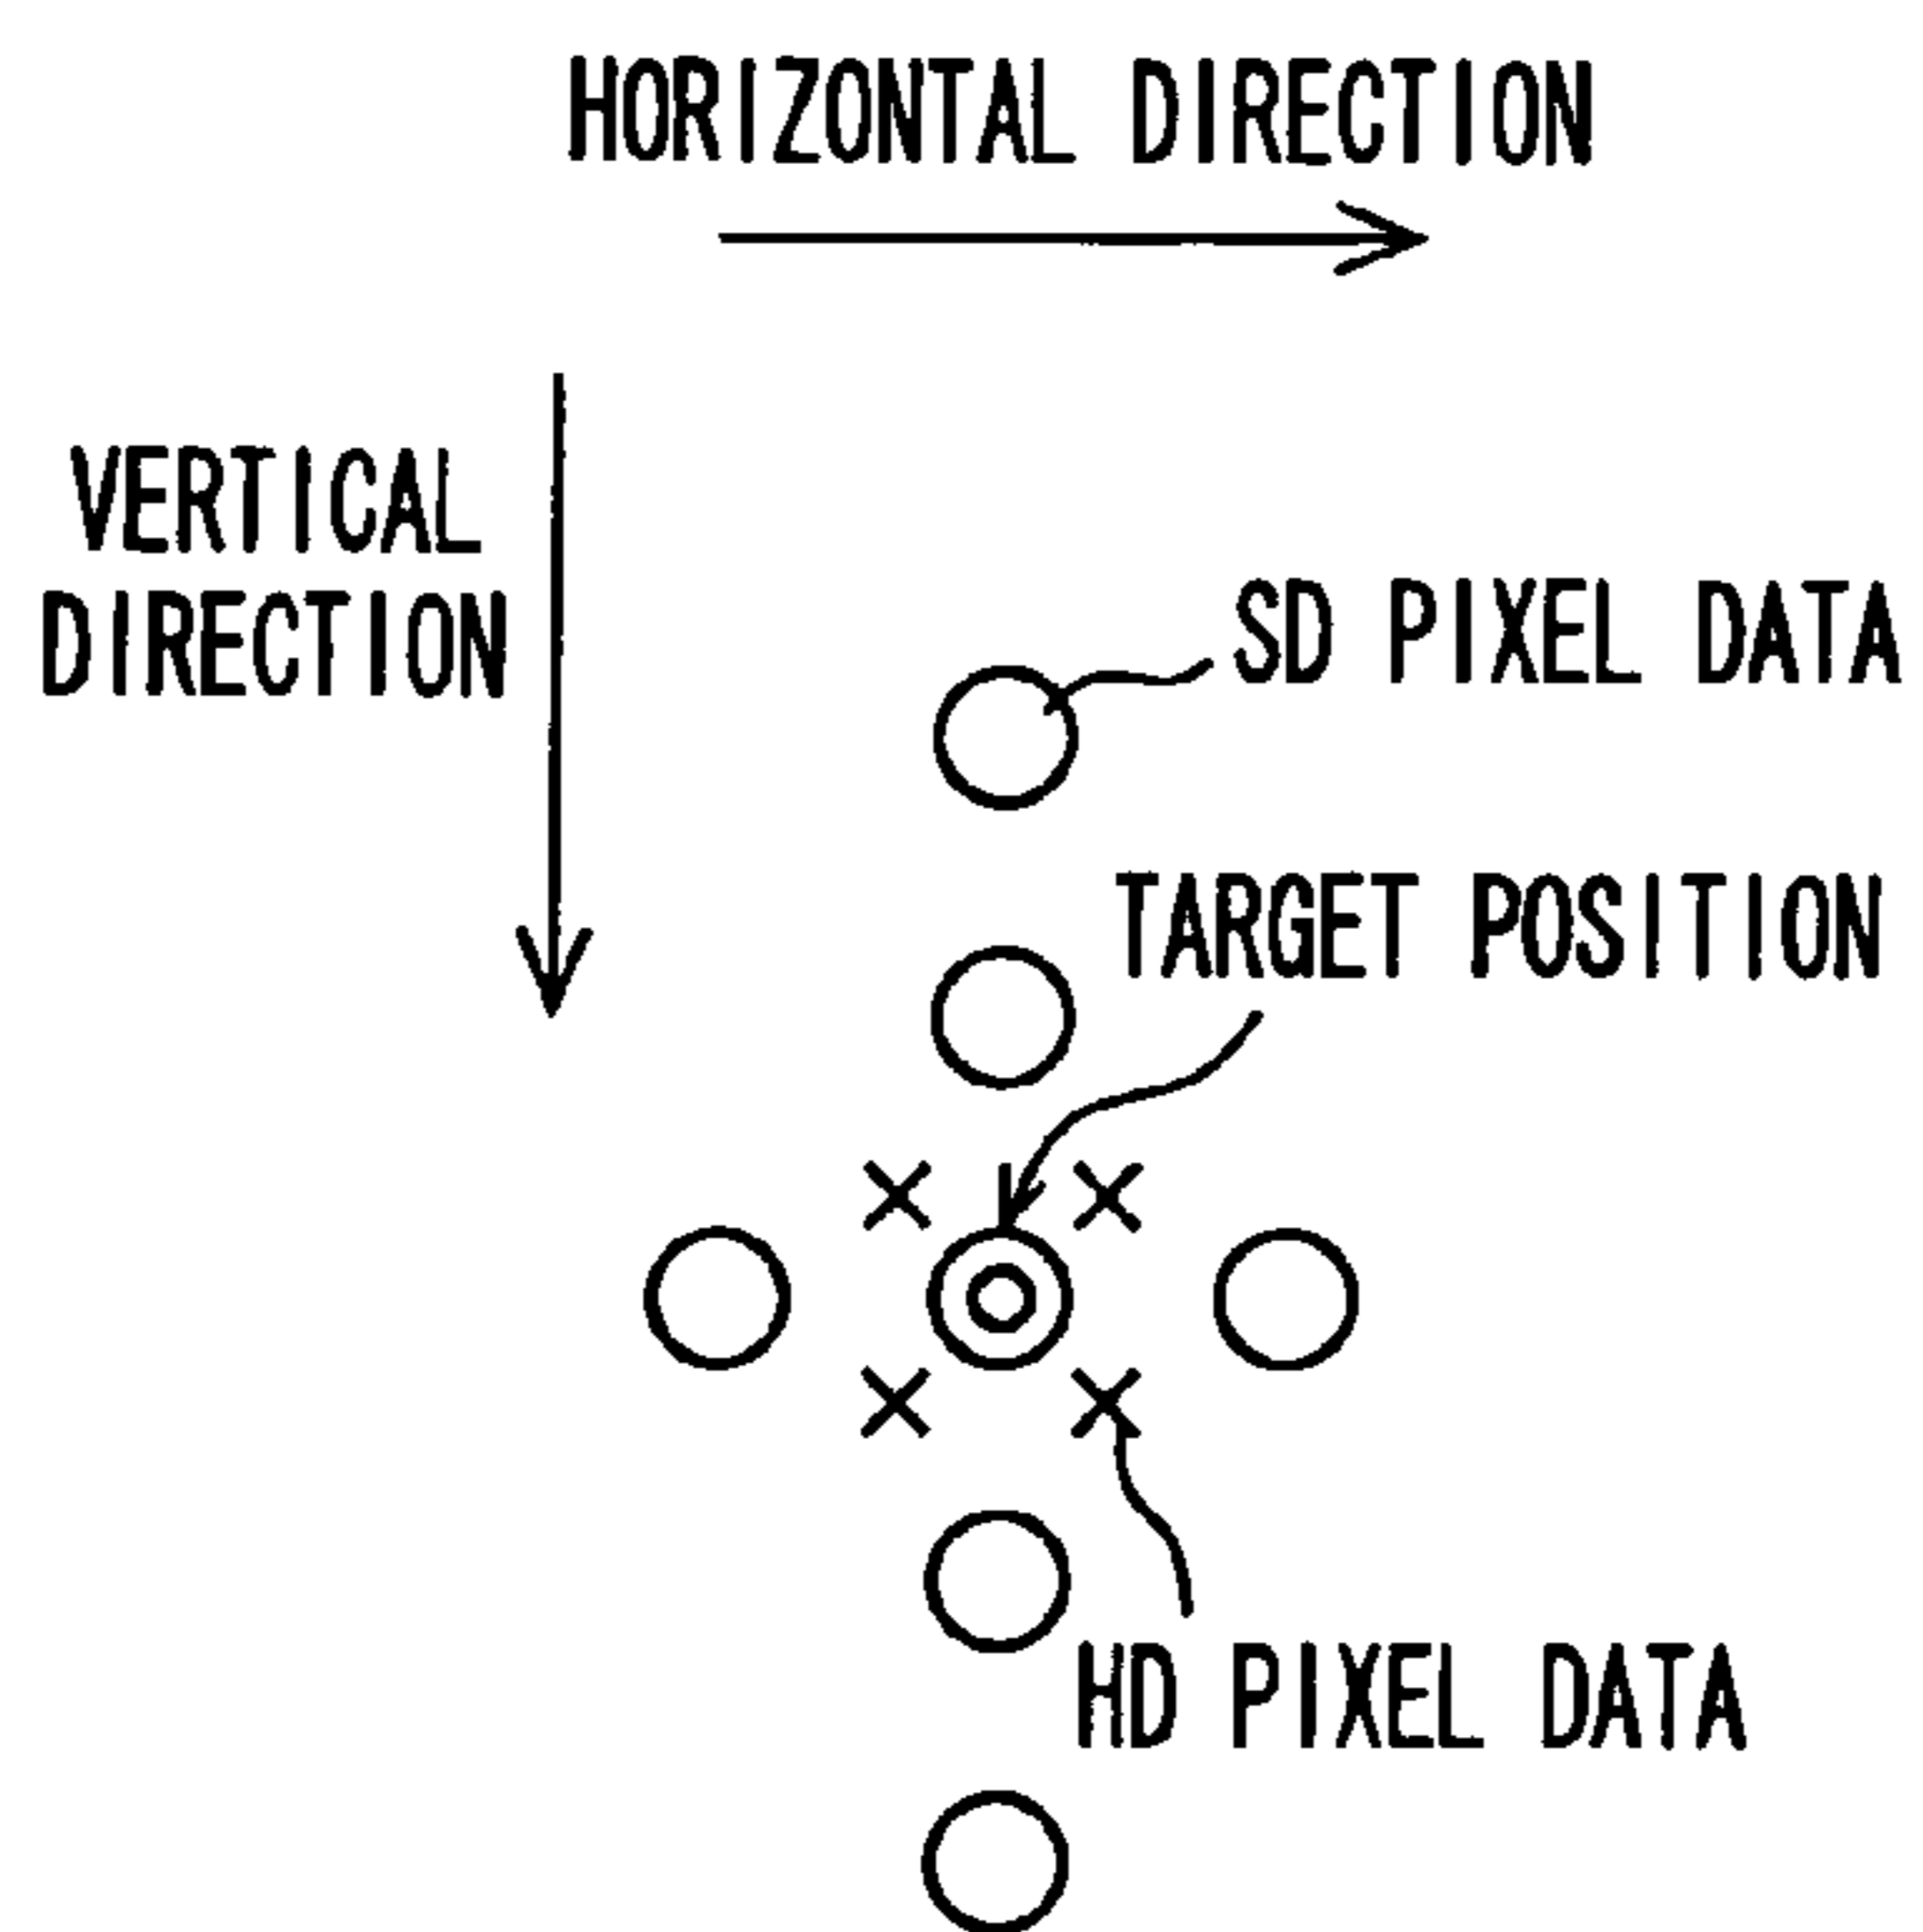 HORIZONTAL DIRECTION
VERTICAL
DIRECTION
SD PIXEL DATA
TARGET POSITION
HD PIXEL DATA